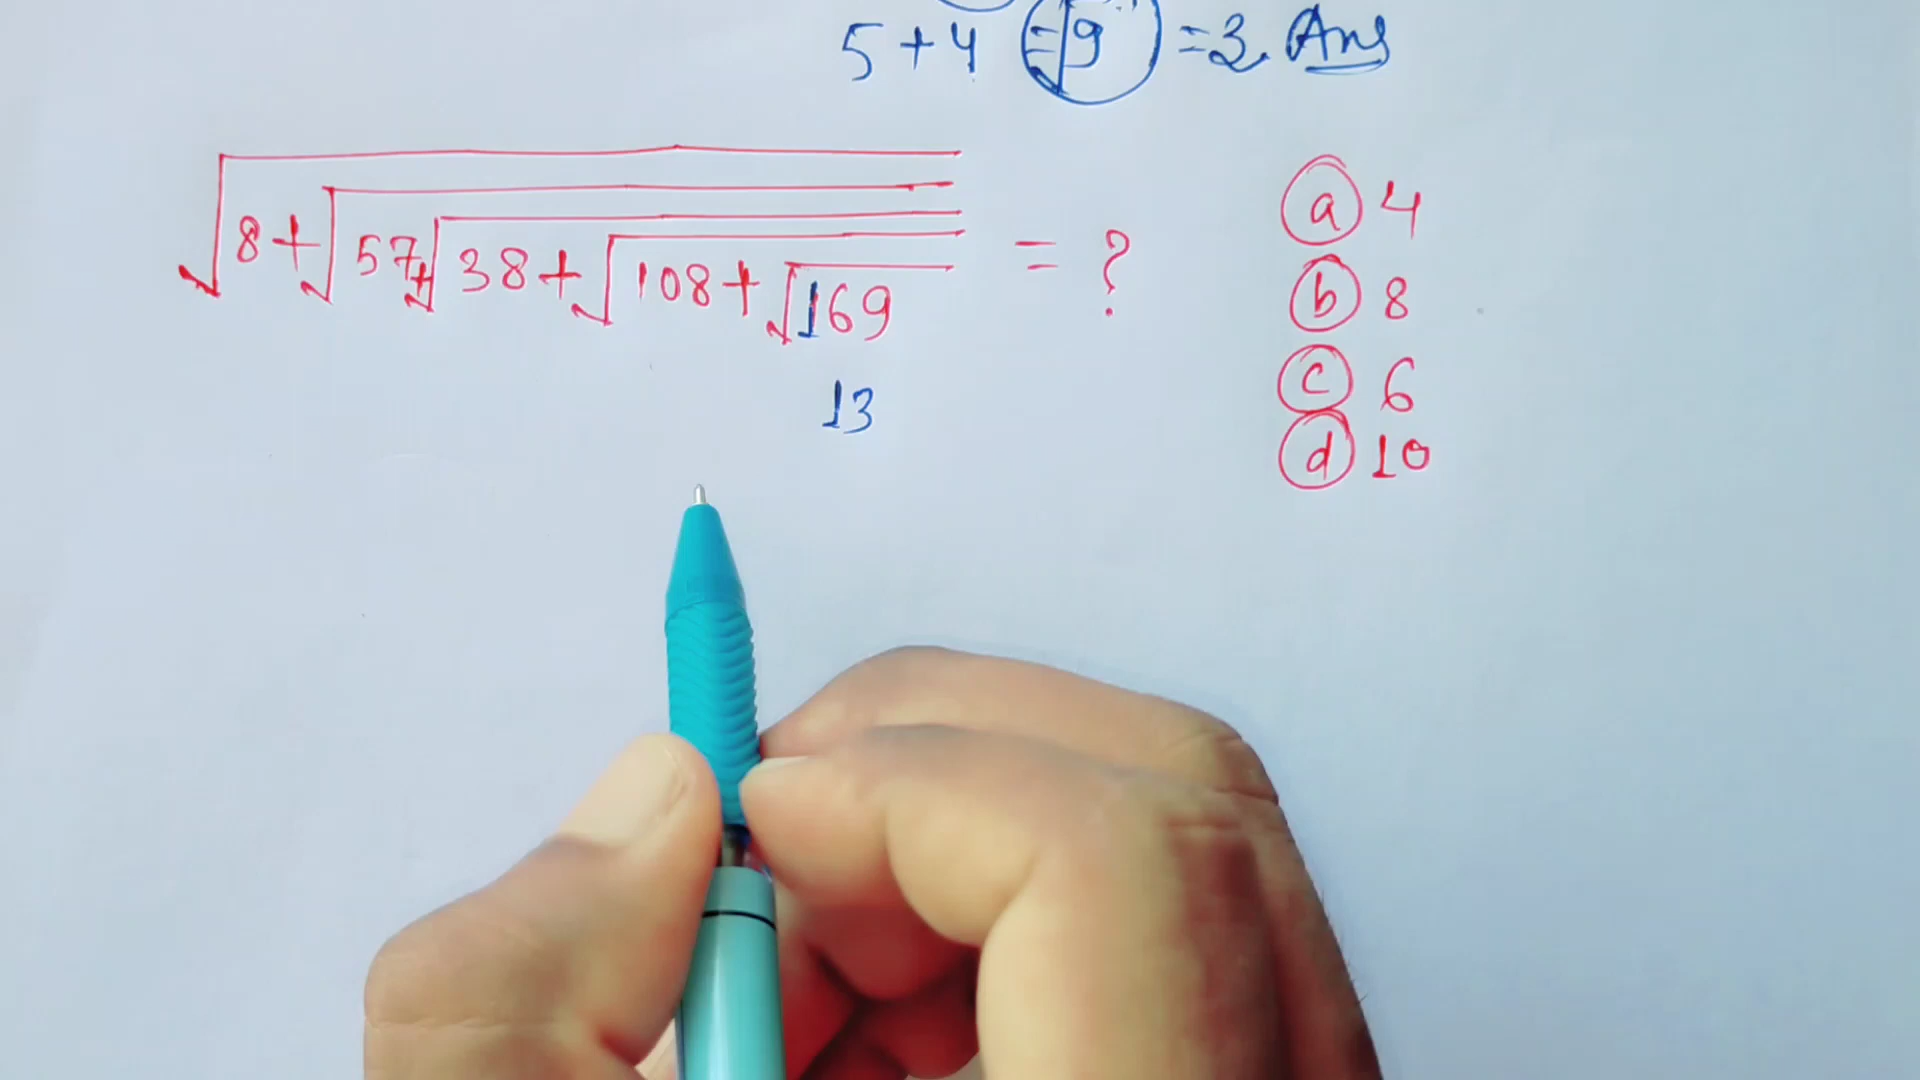 5+4 = √9 = 3. Ans
√8+√57+√38+√108+√169 = ?
13
a 4
b 8
c 6
d 10